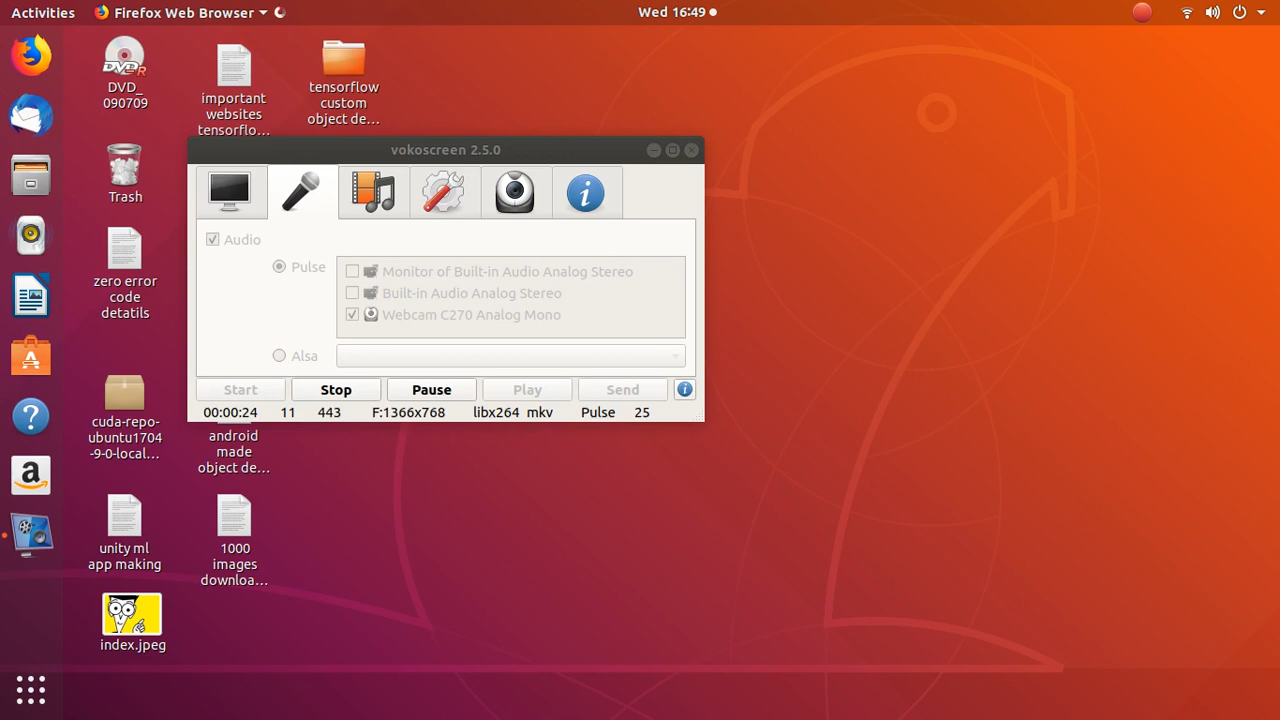 Activities
Firefox Web Browser
Wed 16:49
DVD_
090709
important
websites
tensorflo...
tensorflow
custom
object de...
Trash
zero error
code
detatils
cuda-repo-
ubuntu1704
-9-0-local...
android
made
object de...
unity ml
app making
1000
images
downloa...
index.jpeg
vokoscreen 2.5.0
Audio
Pulse
Monitor of Built-in Audio Analog Stereo
Built-in Audio Analog Stereo
Webcam C270 Analog Mono
Alsa
Start Stop Pause Play Send
00:00:24 11 443 F:1366x768 libx264 mkv Pulse 25